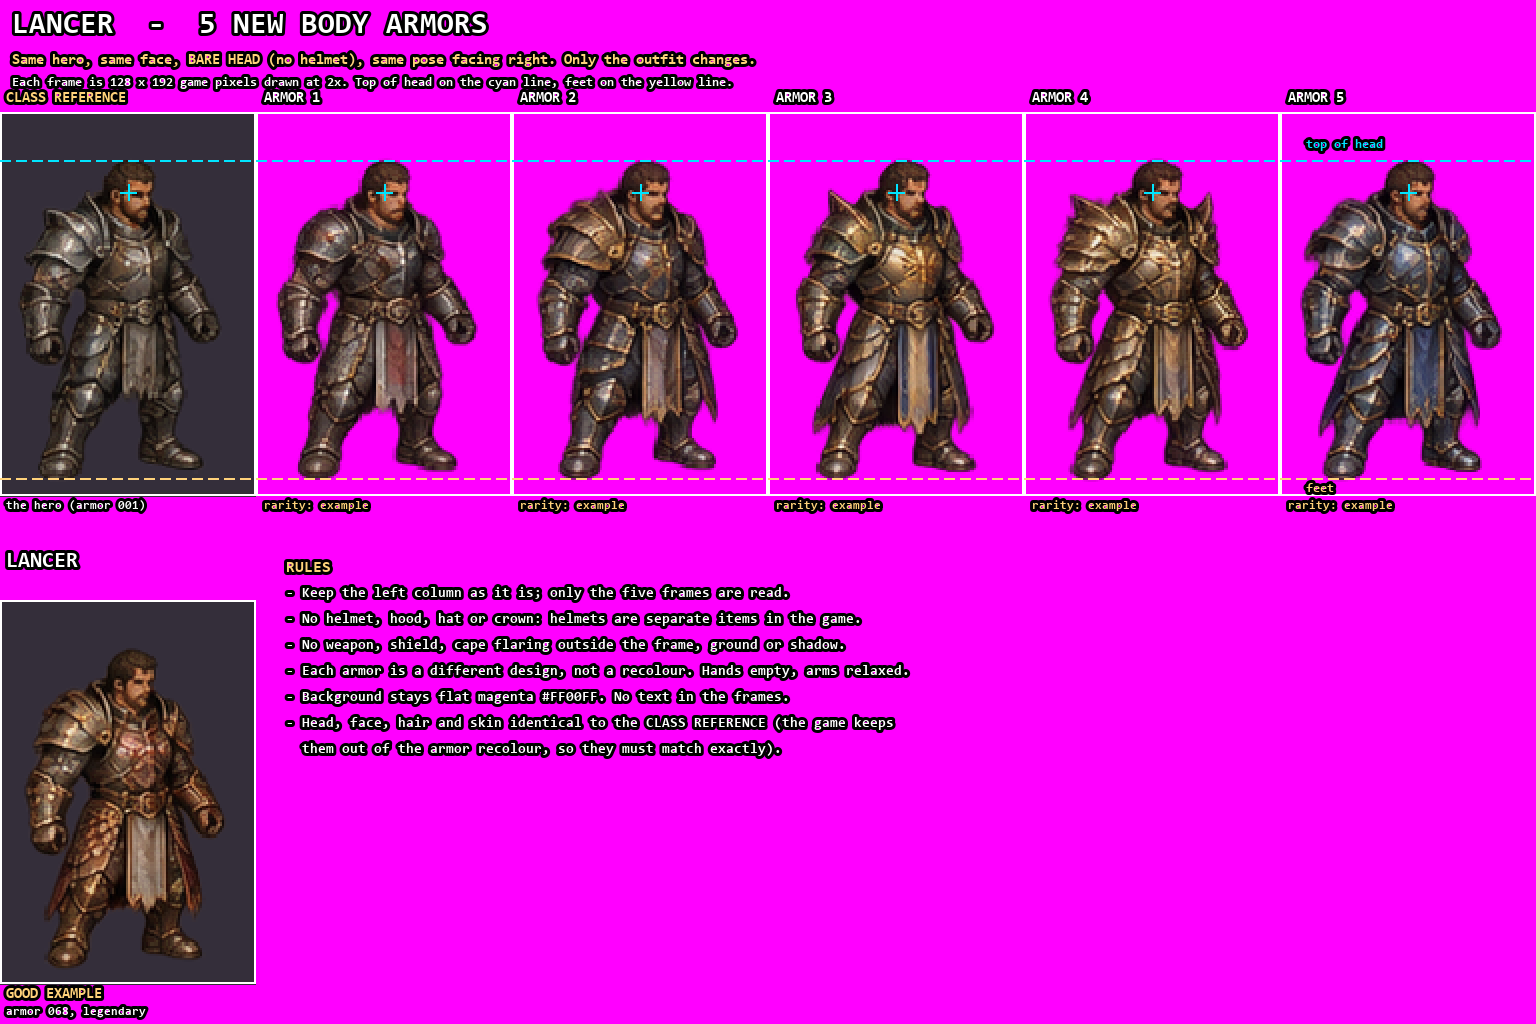 LANCER - 5 NEW BODY ARMORS
Same hero, same face, BARE HEAD (no helmet), same pose facing right. Only the outfit changes.
Each frame is 128 x 192 game pixels drawn at 2x. Top of head on the cyan line, feet on the yellow line.
CLASS REFERENCE
ARMOR 1
ARMOR 2
ARMOR 3
ARMOR 4
ARMOR 5
top of head
feet
the hero (armor 001)
rarity: example
rarity: example
rarity: example
rarity: example
rarity: example
LANCER
RULES
- Keep the left column as it is; only the five frames are read.
- No helmet, hood, hat or crown: helmets are separate items in the game.
- No weapon, shield, cape flaring outside the frame, ground or shadow.
- Each armor is a different design, not a recolour. Hands empty, arms relaxed.
- Background stays flat magenta #FF00FF. No text in the frames.
- Head, face, hair and skin identical to the CLASS REFERENCE (the game keeps
them out of the armor recolour, so they must match exactly).
GOOD EXAMPLE
armor 068, legendary